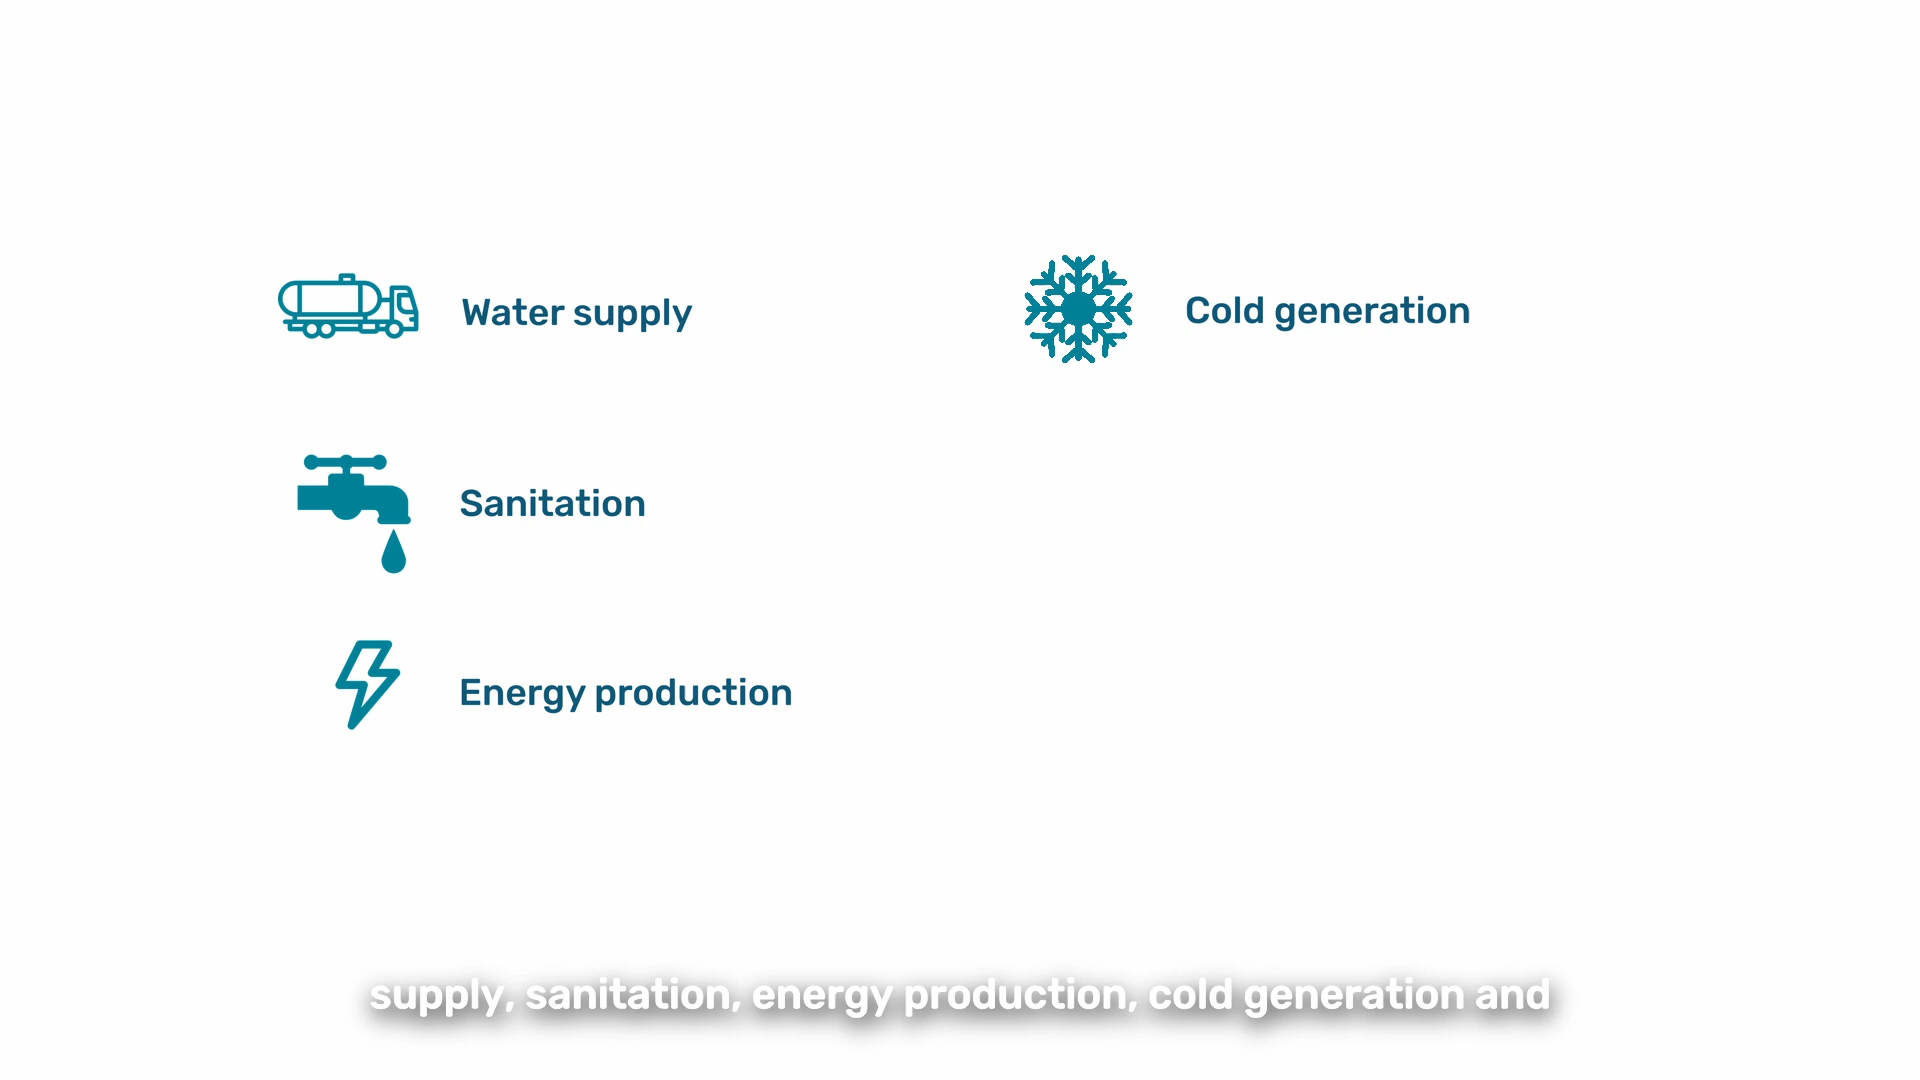 Water supply
Sanitation
Energy production
Cold generation
supply, sanitation, energy production, cold generation and